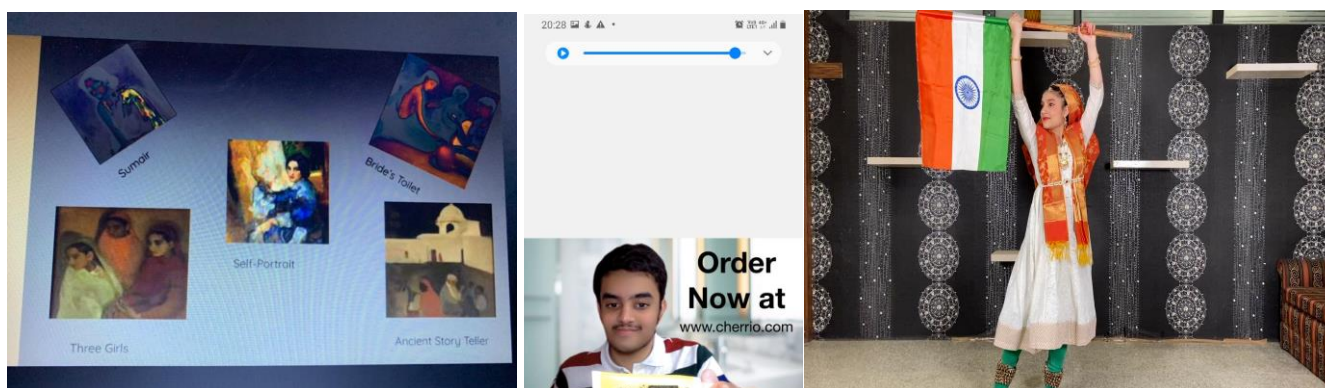 Sumair
Bride's Toilet
Self-Portrait
Three Girls
Ancient Story Teller
20:28
Order
Now at
www.cherrio.com